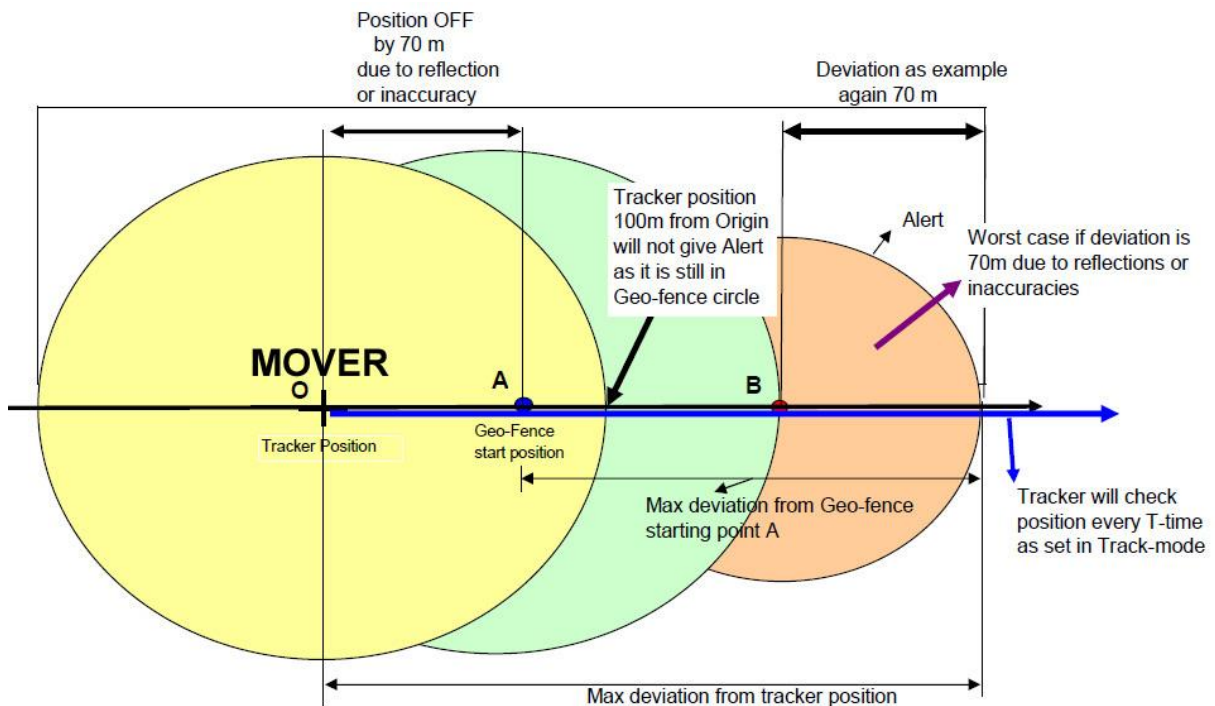 Position OFF
by 70 m
due to reflection
or inaccuracy
Deviation as example
again 70 m
Tracker position
100m from Origin
will not give Alert
as it is still in
Geo-fence circle
Alert
Worst case if deviation is
70m due to reflections or
inaccuracies
MOVER
O
A
B
Tracker Position
Geo-Fence
start position
Max deviation from Geo-fence
starting point A
Tracker will check
position every T-time
as set in Track-mode
Max deviation from tracker position